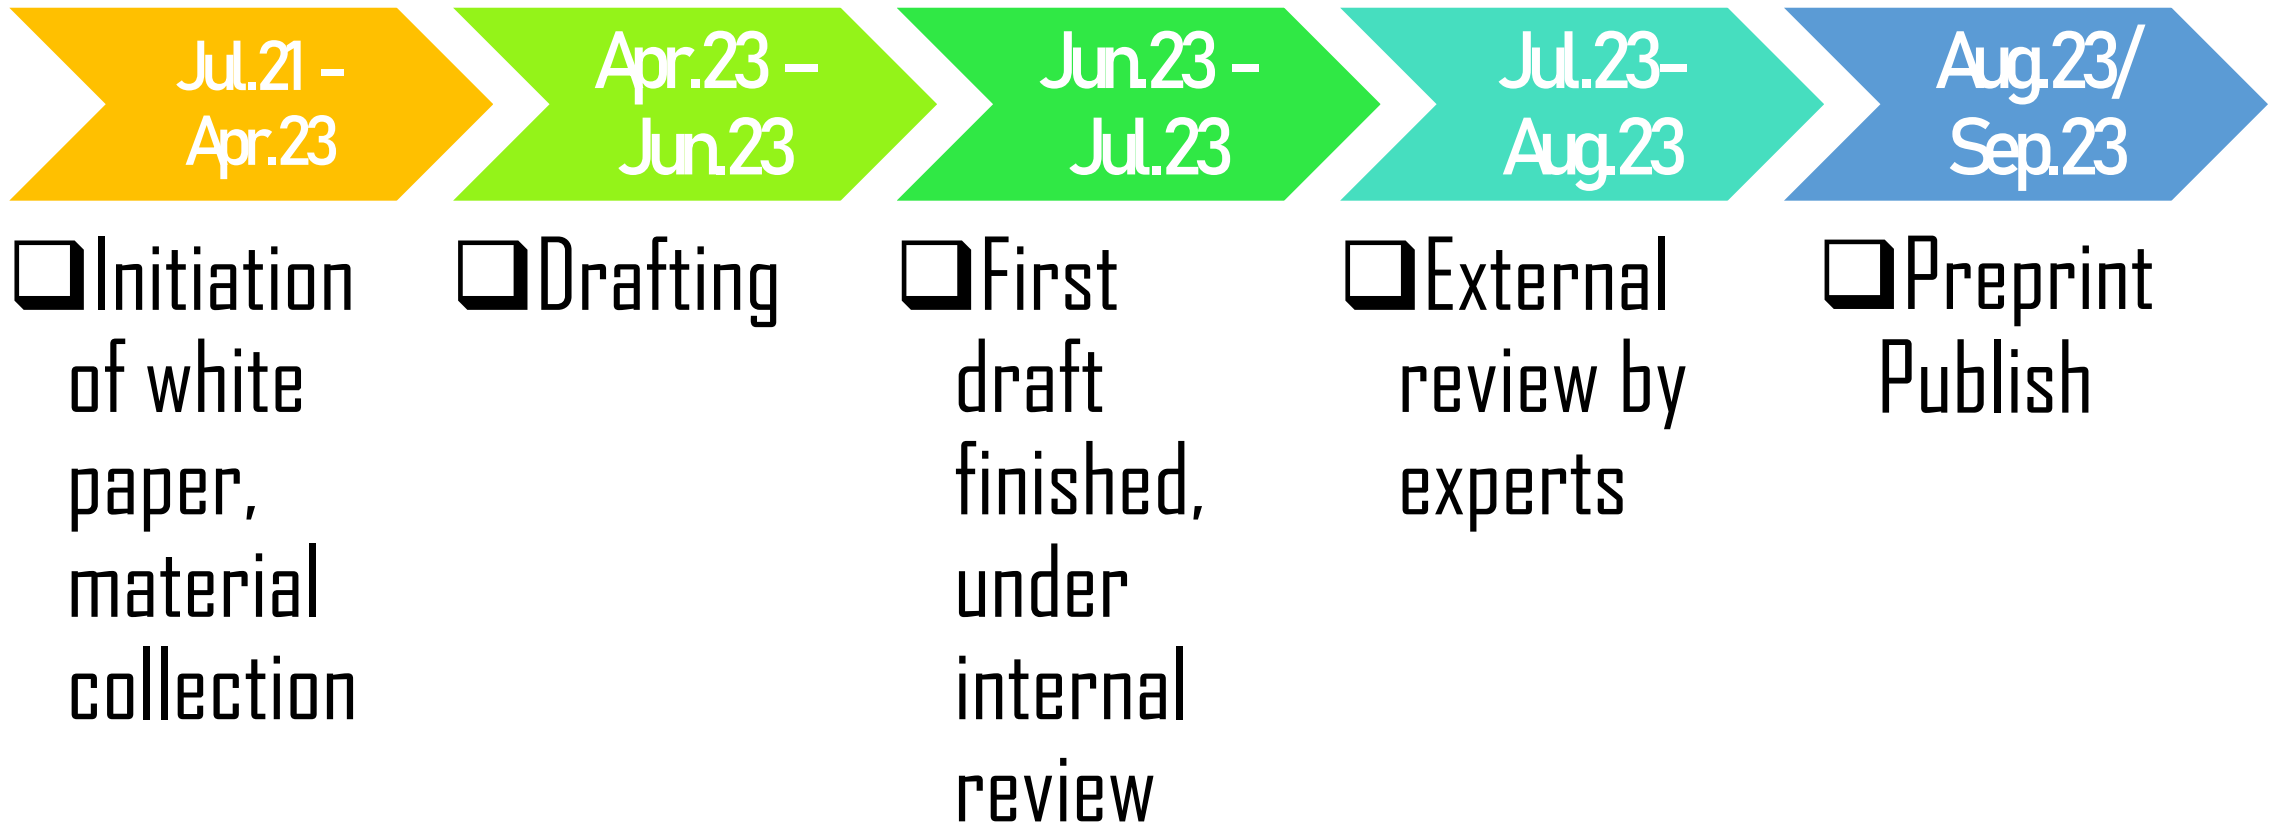 Jul.21 –
Apr.23
Apr.23 –
Jun.23
Jun.23 –
Jul.23
Jul.23–
Aug.23
Aug.23/
Sep.23
❑Initiation
of white
paper,
material
collection
❑Drafting
❑First
draft
finished,
under
internal
review
❑External
review by
experts
❑Preprint
Publish